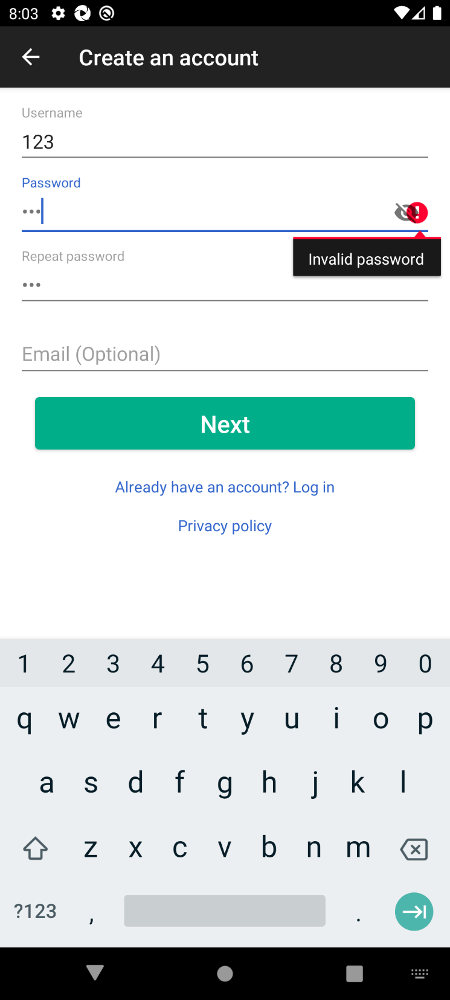 8:03
Create an account
Username
123
Password
•••
Invalid password
Repeat password
•••
Email (Optional)
Next
Already have an account? Log in
Privacy policy
1 2 3 4 5 6 7 8 9 0
q w e r t y u i o p
a s d f g h j k l
z x c v b n m
?123 , .